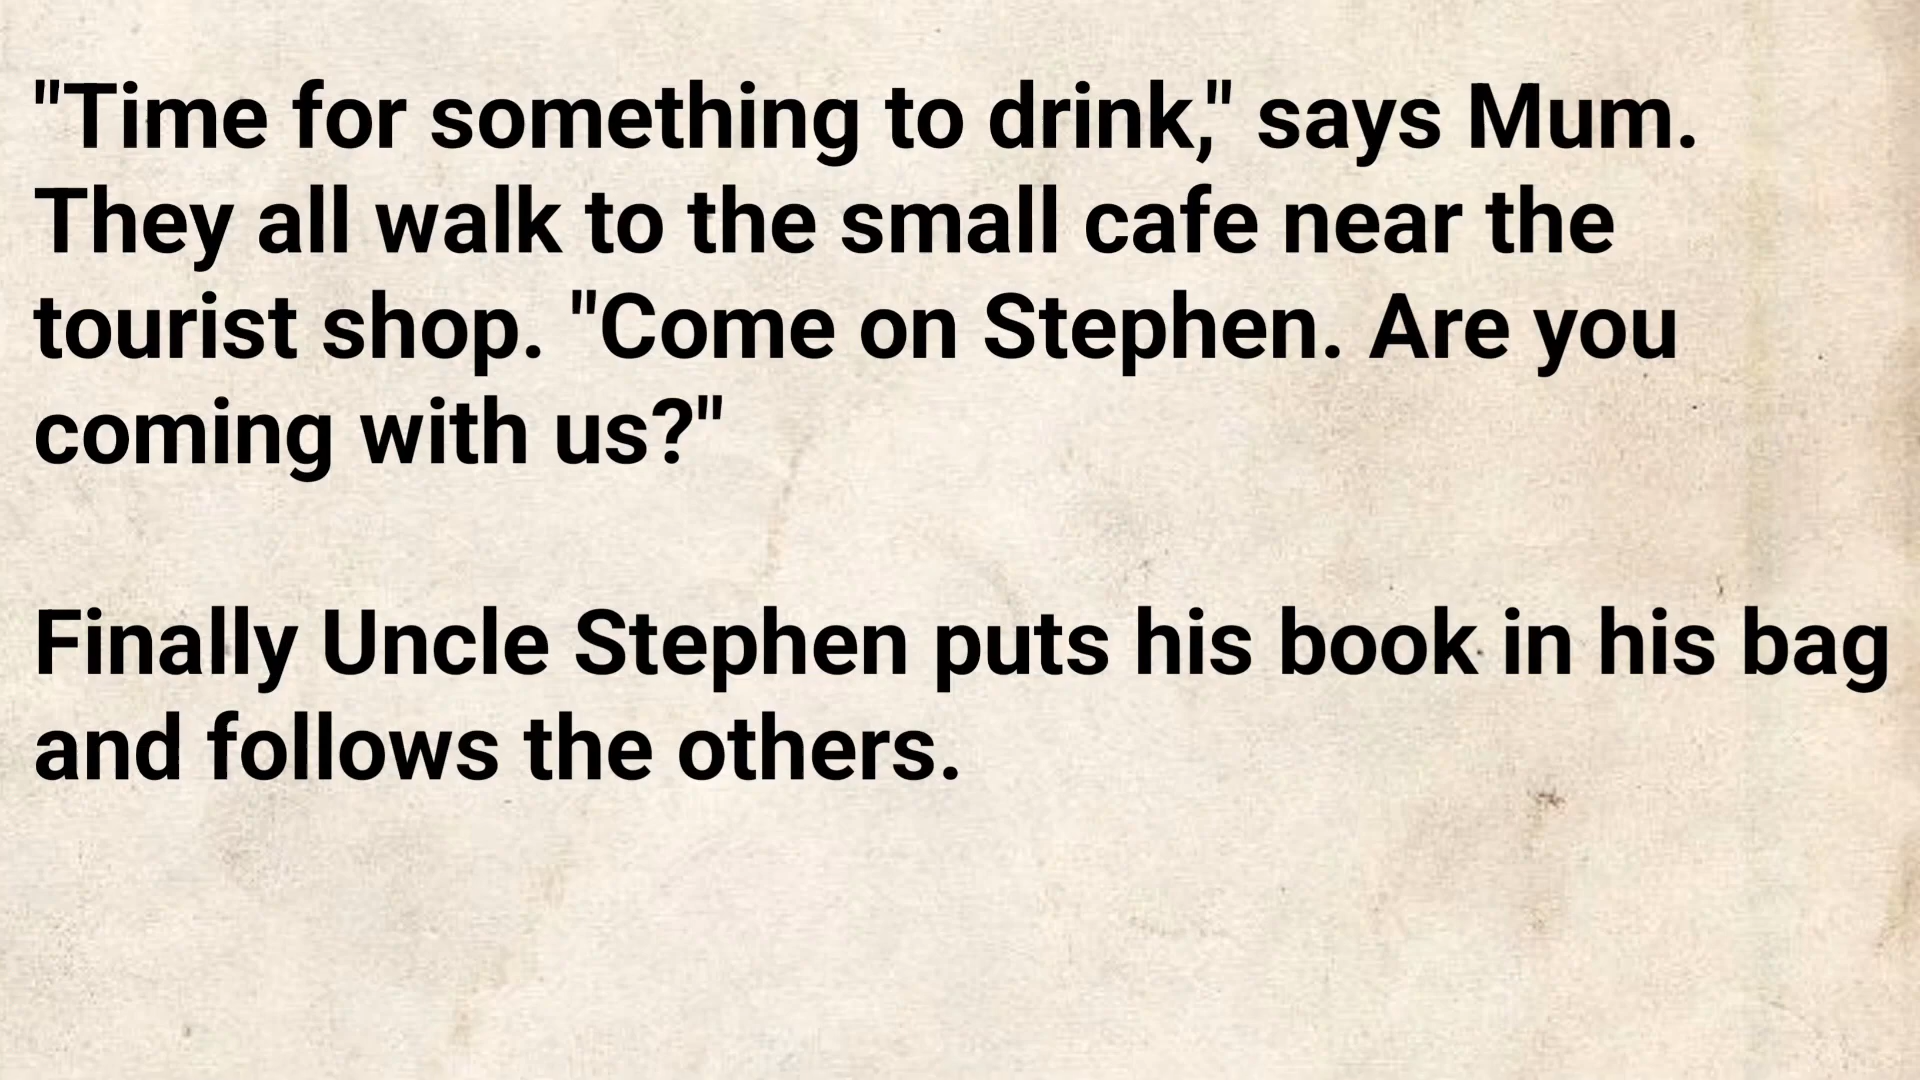 "Time for something to drink," says Mum.
They all walk to the small cafe near the
tourist shop. "Come on Stephen. Are you
coming with us?"
Finally Uncle Stephen puts his book in his bag
and follows the others.